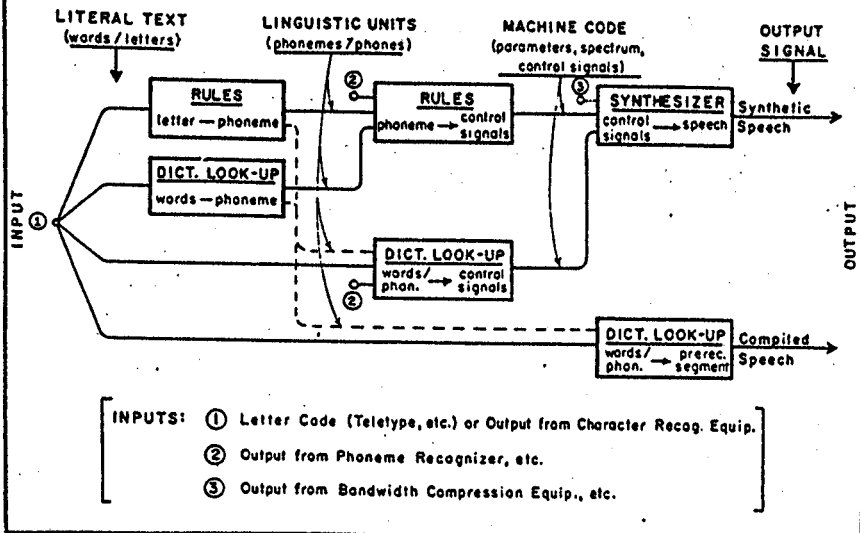 LITERAL TEXT
(words/letters)
LINGUISTIC UNITS
(phonemes/phones)
MACHINE CODE
(parameters, spectrum,
control signals)
OUTPUT
SIGNAL
RULES
letter — phoneme
②
RULES
phoneme → control
signals
③
SYNTHESIZER
control → speech
signals
Synthetic
Speech
DICT. LOOK-UP
words — phoneme
INPUT
①
OUTPUT
DICT. LOOK-UP
words/ → control
phon. signals
②
DICT. LOOK-UP
words/ → prerec.
phon. segment
Compiled
Speech
INPUTS: ① Letter Code (Teletype, etc.) or Output from Character Recog. Equip.
② Output from Phoneme Recognizer, etc.
③ Output from Bandwidth Compression Equip., etc.